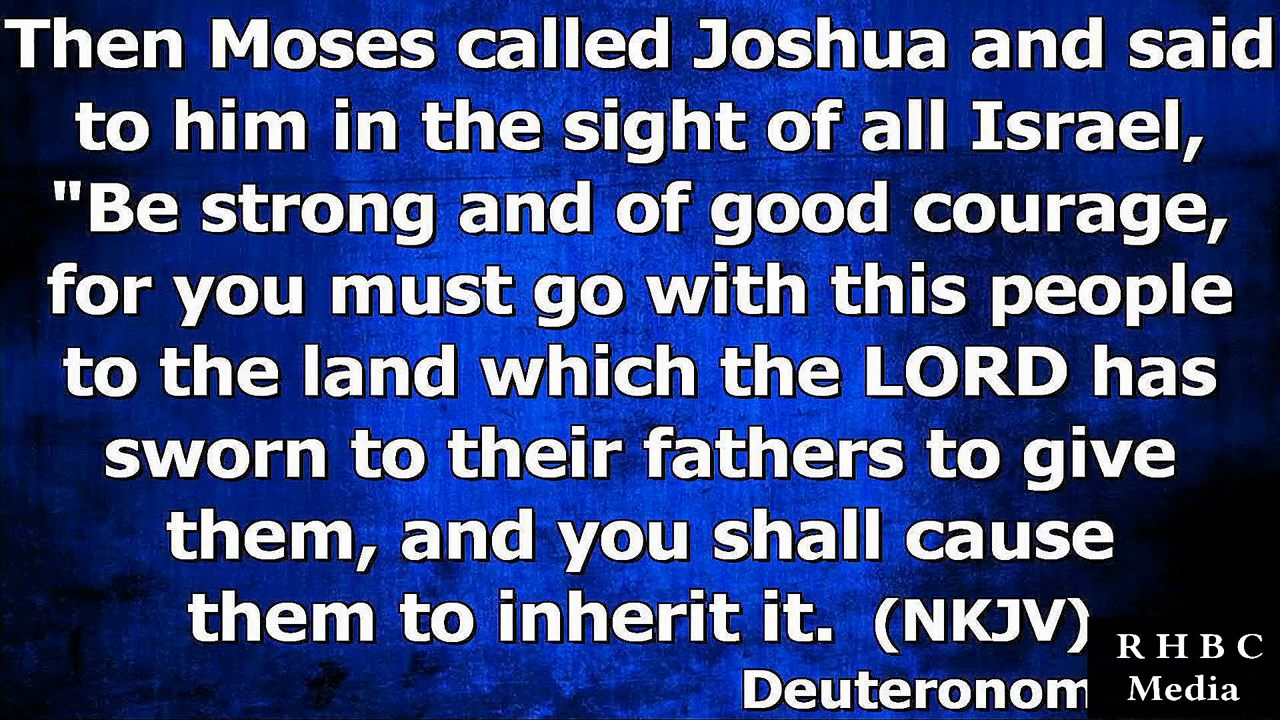 Then Moses called Joshua and said
to him in the sight of all Israel,
"Be strong and of good courage,
for you must go with this people
to the land which the LORD has
sworn to their fathers to give
them, and you shall cause
them to inherit it.  (NKJV)
Deuteronom
R H B C
Media